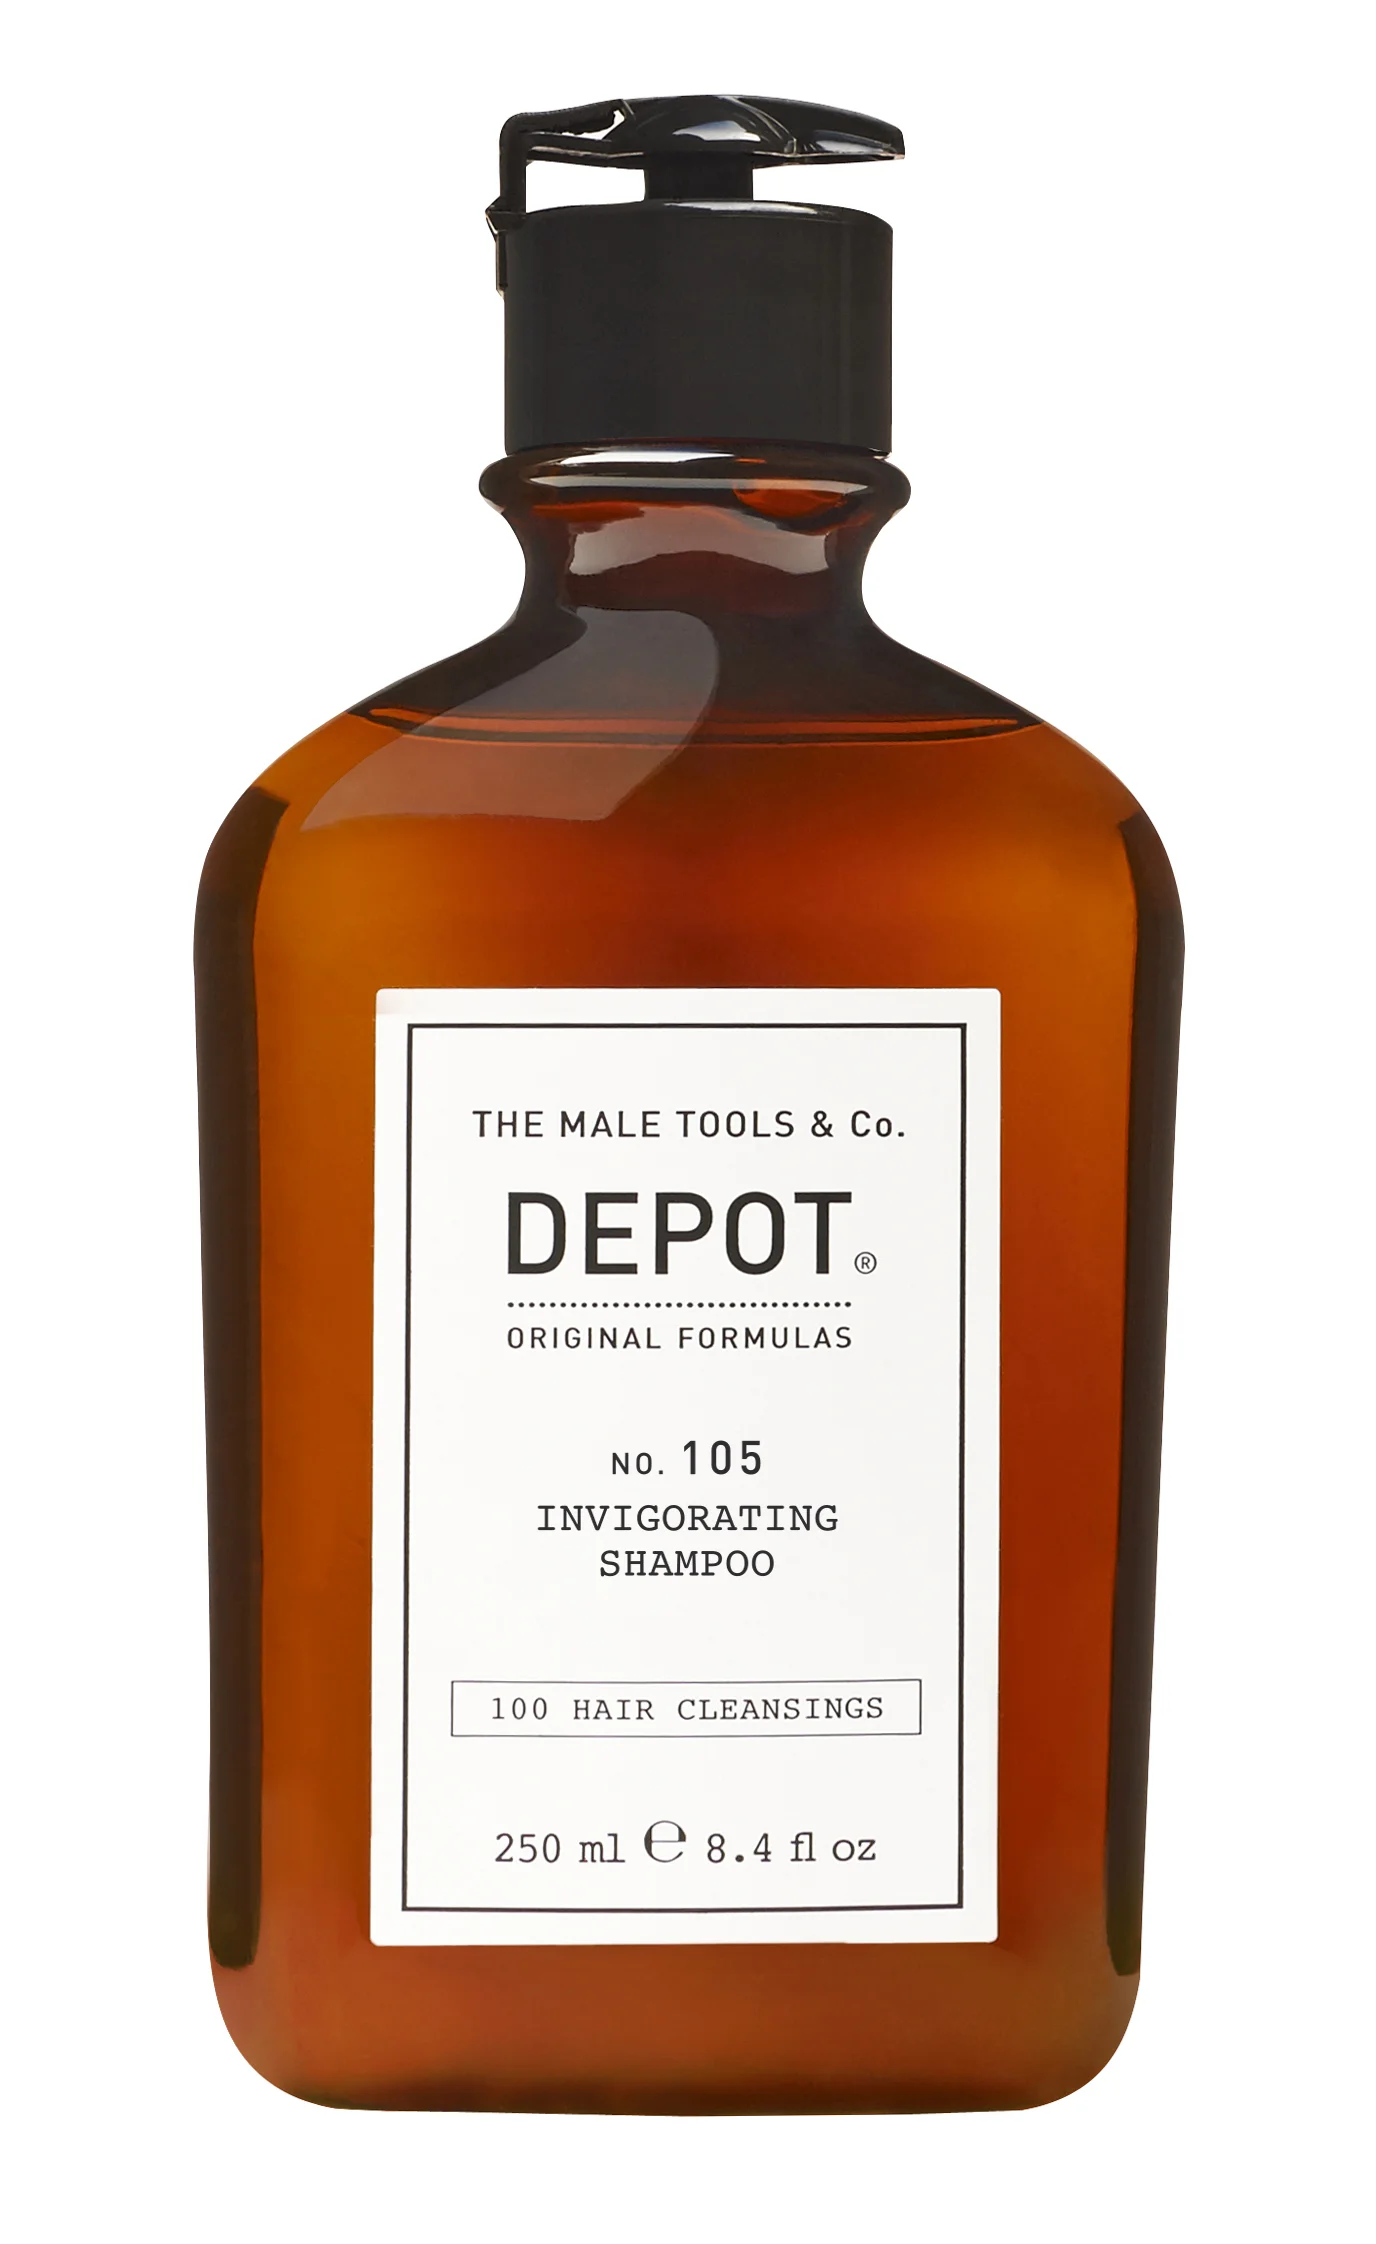 THE MALE TOOLS & Co.
DEPOT®
ORIGINAL FORMULAS
NO. 105
INVIGORATING
SHAMPOO
100 HAIR CLEANSINGS
250 ml ℮ 8.4 fl oz